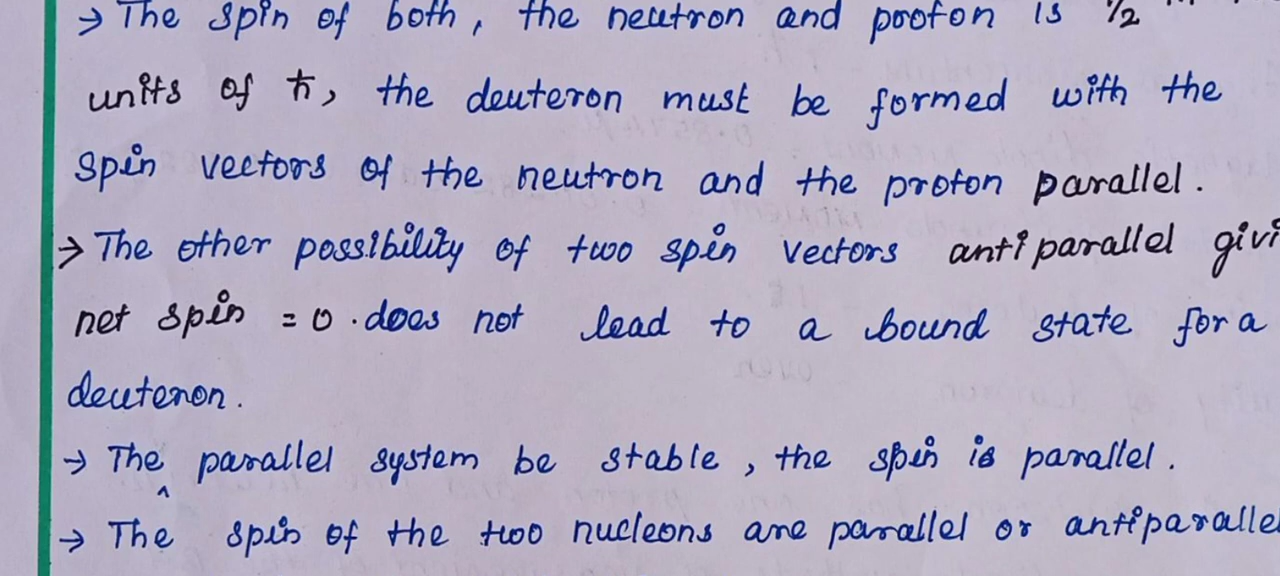 → The spin of both, the neutron and proton is 1/2
units of ħ, the deuteron must be formed with the
spin vectors of the neutron and the proton parallel.
→ The other possibility of two spin vectors antiparallel givi
net spin = 0. does not lead to a bound state for a
deuteron.
→ The parallel system be stable, the spin is parallel.
^
→ The spin of the two nucleons are parallel or antiparallel